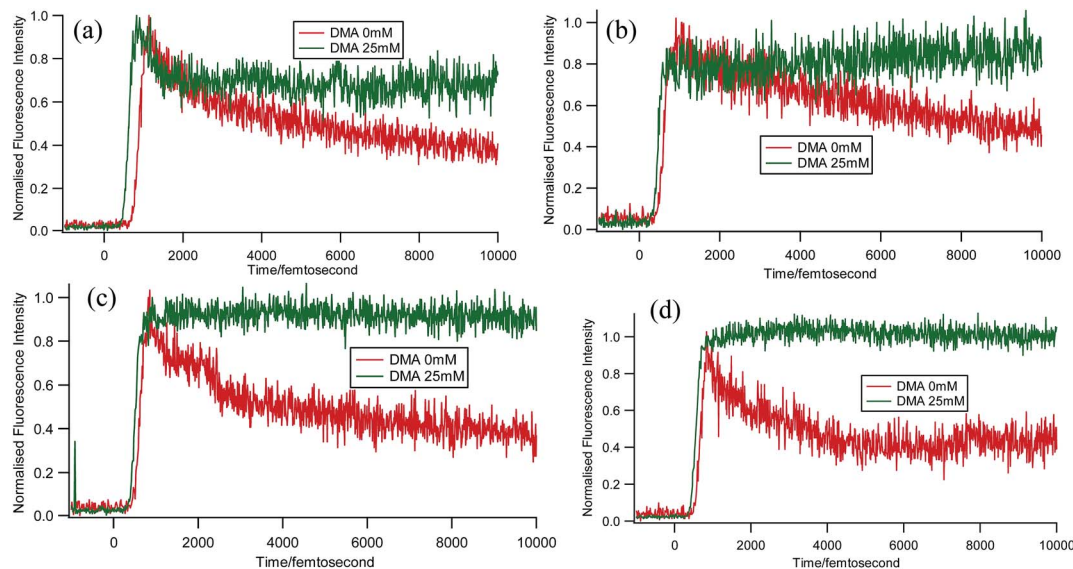 (a)
Normalised Fluorescence Intensity
1.0
0.8
0.6
0.4
0.2
0.0
DMA 0mM
DMA 25mM
0 2000 4000 6000 8000 10000
Time/femtosecond
(b)
Normalised Fluorescence Intensity
1.0
0.8
0.6
0.4
0.2
0.0
DMA 0mM
DMA 25mM
0 2000 4000 6000 8000 10000
Time/femtosecond
(c)
Normalised Fluorescence Intensity
1.0
0.8
0.6
0.4
0.2
0.0
DMA 0mM
DMA 25mM
0 2000 4000 6000 8000 10000
Time/femtosecond
(d)
Normalised Fluorescence Intensity
1.0
0.8
0.6
0.4
0.2
0.0
DMA 0mM
DMA 25mM
0 2000 4000 6000 8000 10000
Time/femtosecond